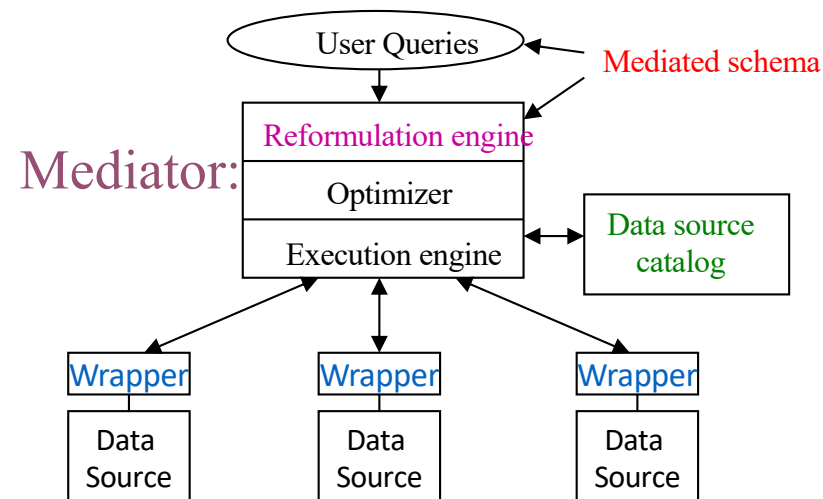 User Queries
Mediated schema
Reformulation engine
Mediator:
Optimizer
Data source
catalog
Execution engine
Wrapper
Wrapper
Wrapper
Data
Source
Data
Source
Data
Source